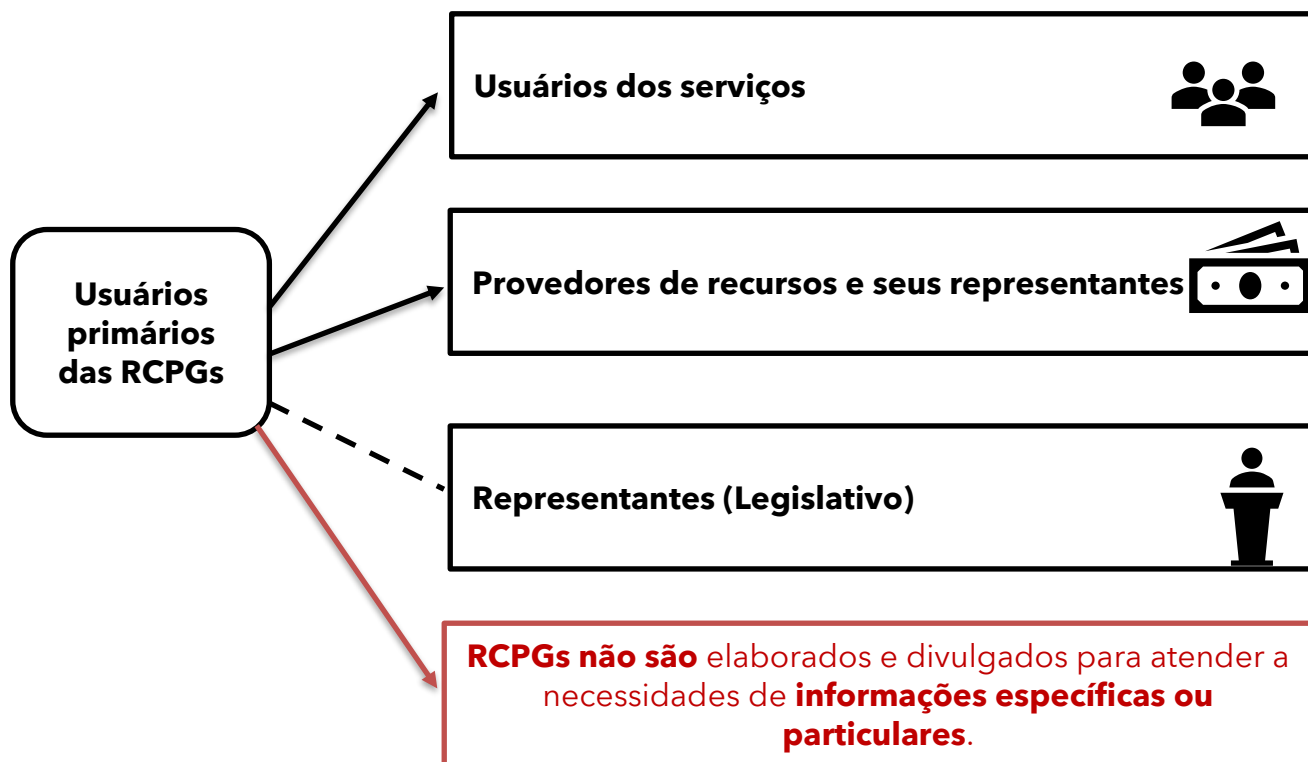 Usuários dos serviços
Provedores de recursos e seus representantes
Usuários
primários
das RCPGs
Representantes (Legislativo)
RCPGs não são elaborados e divulgados para atender a
necessidades de informações específicas ou
particulares.